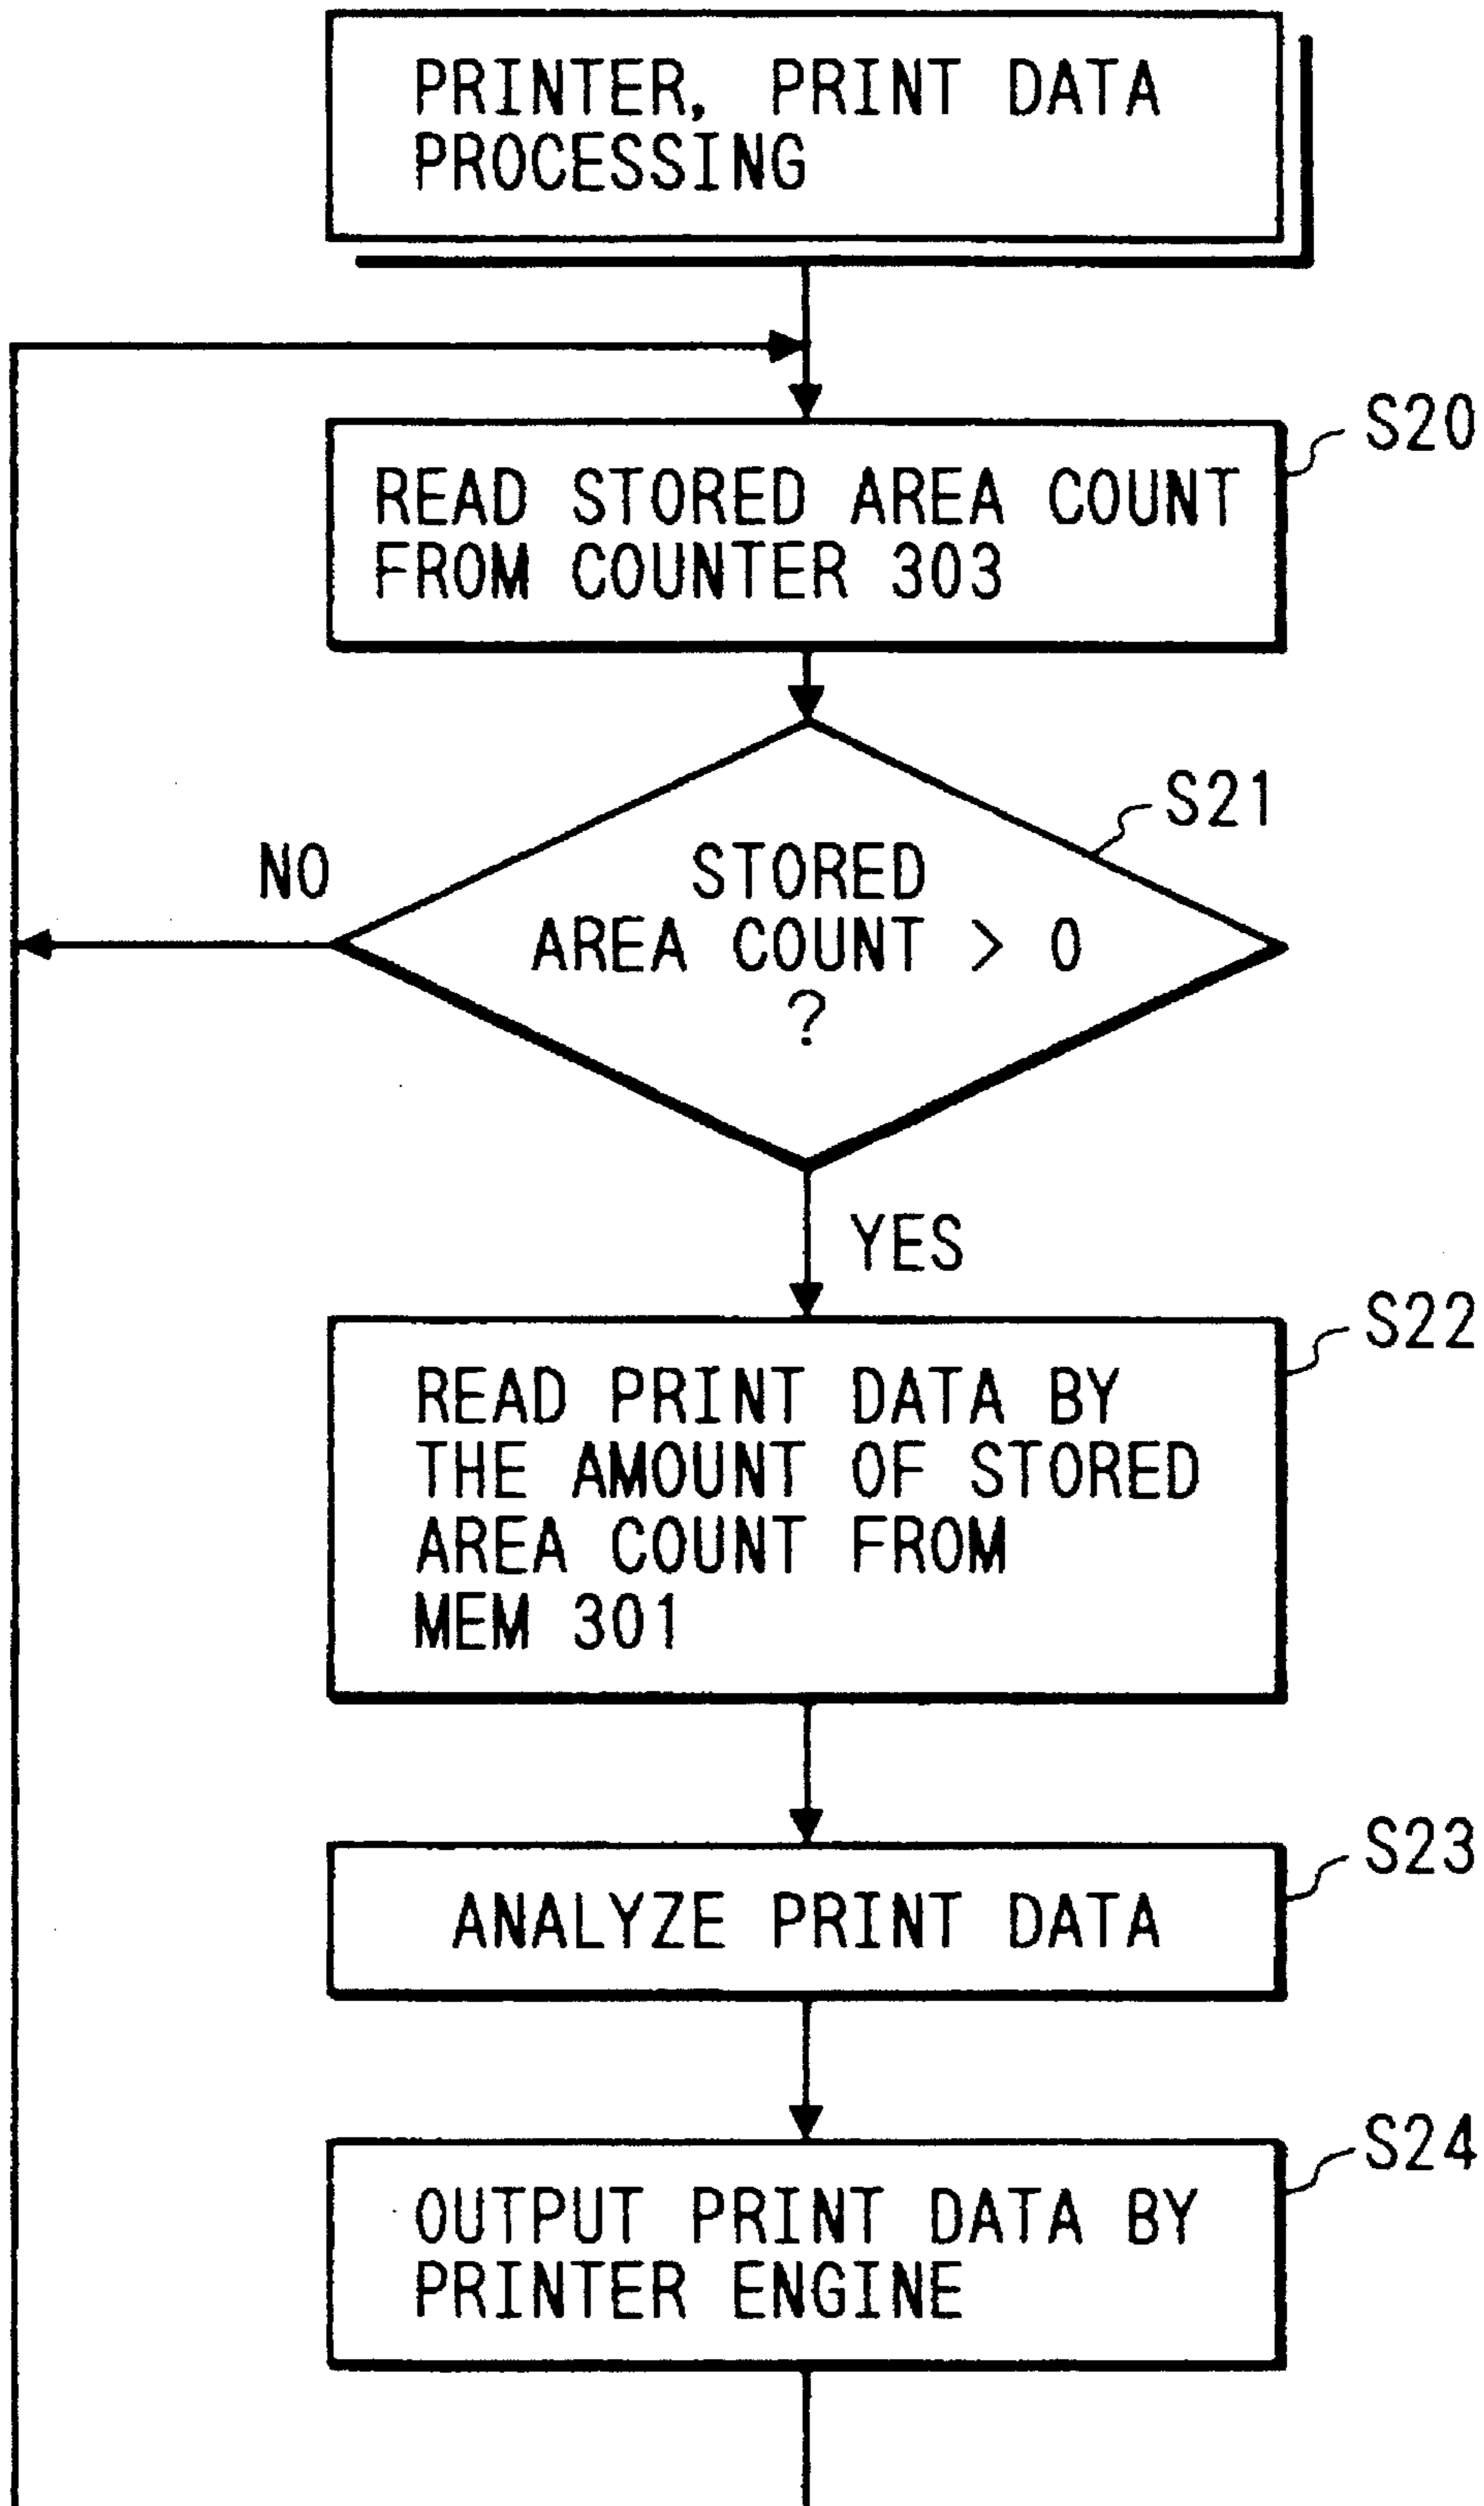 PRINTER, PRINT DATA
PROCESSING
S20
READ STORED AREA COUNT
FROM COUNTER 303
S21
NO
STORED
AREA COUNT > 0
?
YES
S22
READ PRINT DATA BY
THE AMOUNT OF STORED
AREA COUNT FROM
MEM 301
S23
ANALYZE PRINT DATA
S24
OUTPUT PRINT DATA BY
PRINTER ENGINE